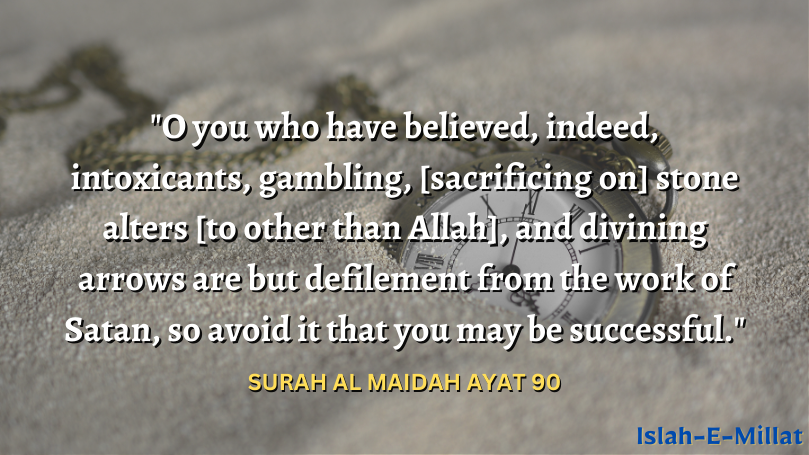 "O you who have believed, indeed,
intoxicants, gambling, [sacrificing on] stone
alters [to other than Allah], and divining
arrows are but defilement from the work of
Satan, so avoid it that you may be successful."
SURAH AL MAIDAH AYAT 90
Islah-E-Millat